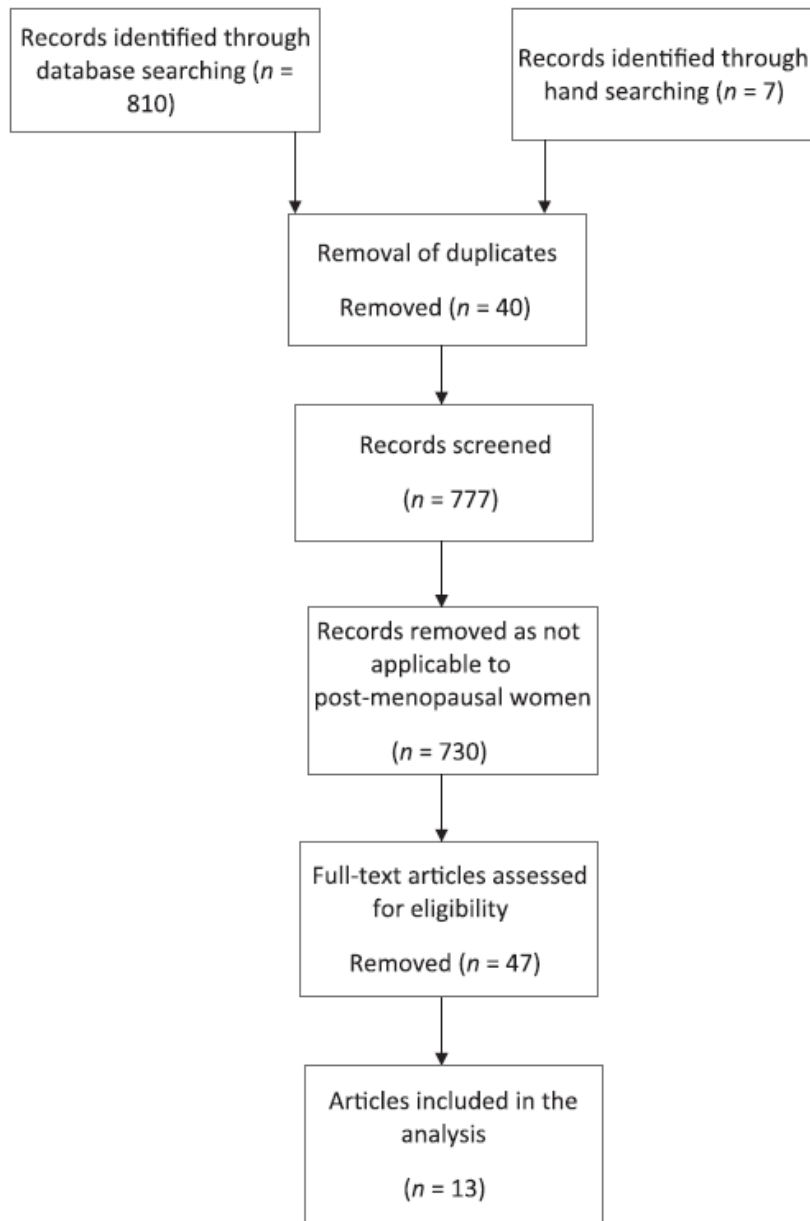 Records identified through
database searching (n =
810)
Records identified through
hand searching (n = 7)
Removal of duplicates
Removed (n = 40)
Records screened
(n = 777)
Records removed as not
applicable to
post-menopausal women
(n = 730)
Full-text articles assessed
for eligibility
Removed (n = 47)
Articles included in the
analysis
(n = 13)